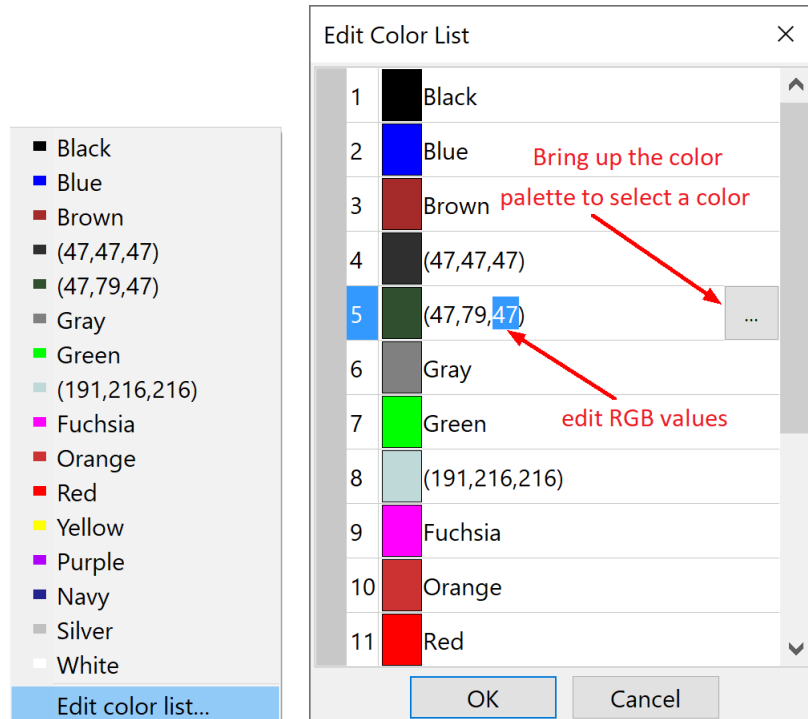 Black
Blue
Brown
(47,47,47)
(47,79,47)
Gray
Green
(191,216,216)
Fuchsia
Orange
Red
Yellow
Purple
Navy
Silver
White
Edit color list...
Edit Color List
1 Black
2 Blue
3 Brown
4 (47,47,47)
5 (47,79,47) ...
6 Gray
7 Green
8 (191,216,216)
9 Fuchsia
10 Orange
11 Red
Bring up the color
palette to select a color
edit RGB values
OK Cancel